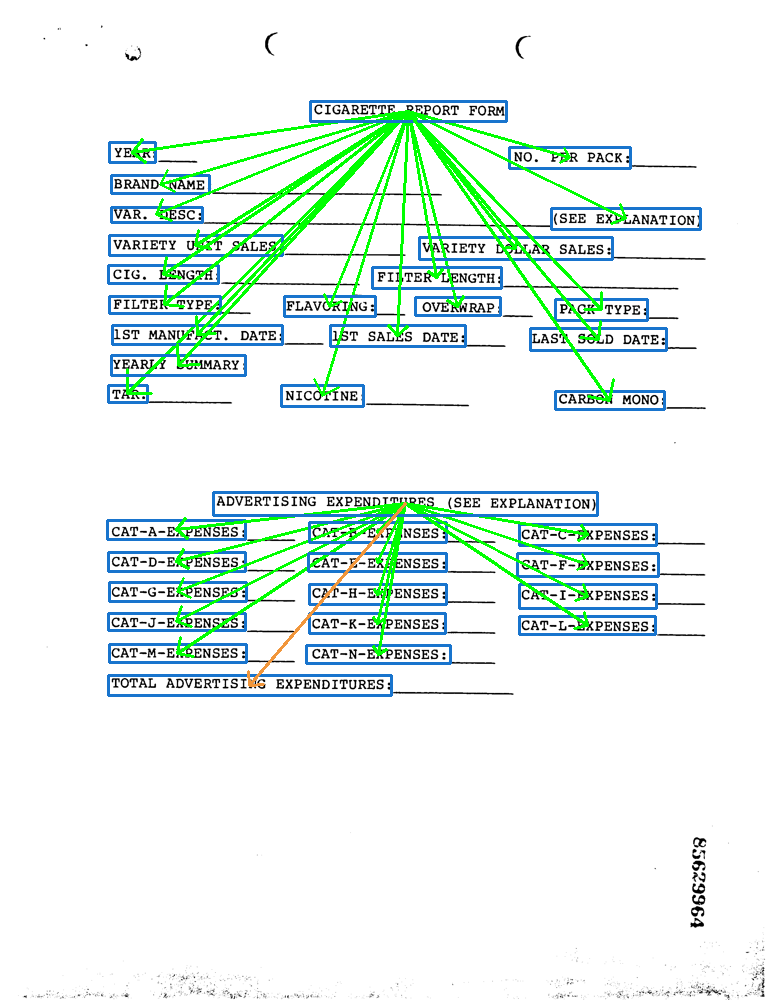 CIGARETTE REPORT FORM
YEAR: NO. PER PACK:
BRAND NAME
VAR. DESC: (SEE EXPLANATION)
VARIETY UNIT SALES: VARIETY DOLLAR SALES:
CIG. LENGTH: FILTER LENGTH:
FILTER TYPE: FLAVORING: OVERWRAP: PACK TYPE:
1ST MANUFACT. DATE: 1ST SALES DATE: LAST SOLD DATE:
YEARLY SUMMARY:
TAR: NICOTINE: CARBON MONO:
ADVERTISING EXPENDITURES (SEE EXPLANATION)
CAT-A-EXPENSES: CAT-B-EXPENSES: CAT-C-EXPENSES:
CAT-D-EXPENSES: CAT-E-EXPENSES: CAT-F-EXPENSES:
CAT-G-EXPENSES: CAT-H-EXPENSES: CAT-I-EXPENSES:
CAT-J-EXPENSES: CAT-K-EXPENSES: CAT-L-EXPENSES:
CAT-M-EXPENSES: CAT-N-EXPENSES:
TOTAL ADVERTISING EXPENDITURES:
85629964